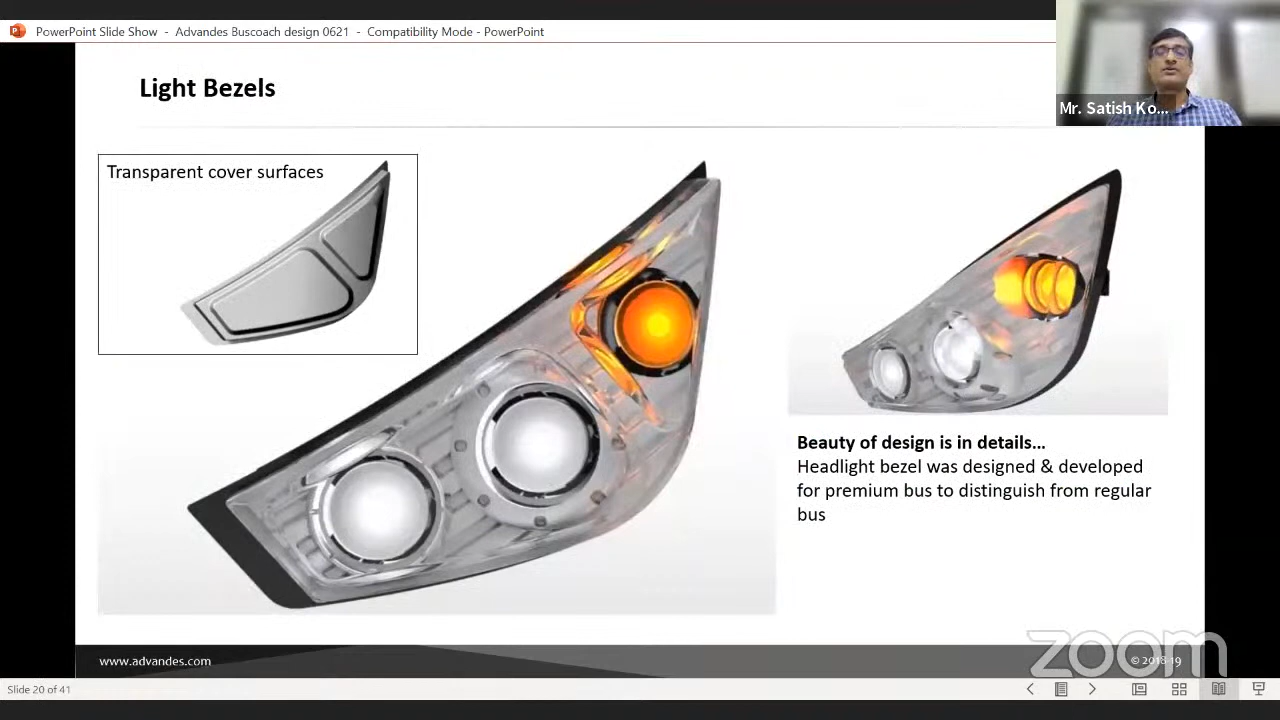 PowerPoint Slide Show - Advandes Buscoach design 0621 - Compatibility Mode - PowerPoint
Mr. Satish Ko...
Light Bezels
Transparent cover surfaces
Beauty of design is in details...
Headlight bezel was designed & developed
for premium bus to distinguish from regular
bus
www.advandes.com
© 2018-19
zoom
Slide 20 of 41